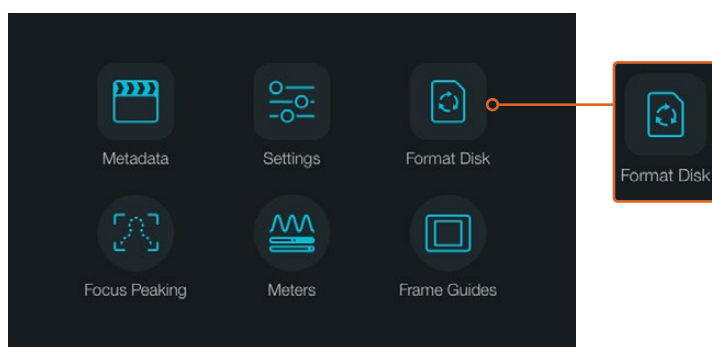 Metadata
Settings
Format Disk
Format Disk
Focus Peaking
Meters
Frame Guides